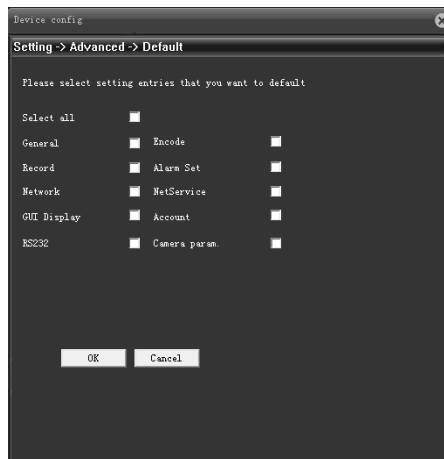 Device config
Setting -> Advanced -> Default
Please select setting entries that you want to default
Select all
General Encode
Record Alarm Set
Network NetService
GUI Display Account
RS232 Camera param.
OK Cancel